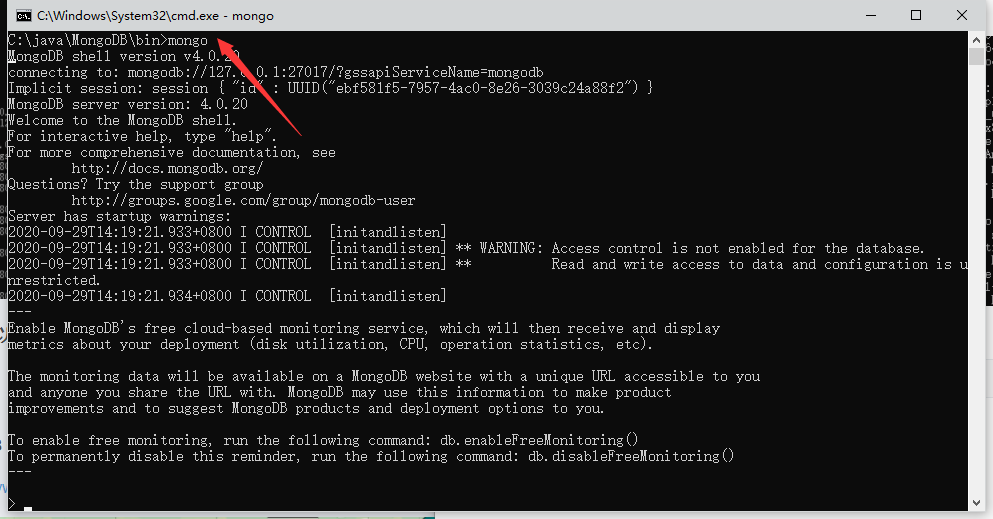 C:\Windows\System32\cmd.exe - mongo
C:\java\MongoDB\bin>mongo
MongoDB shell version v4.0.20
connecting to: mongodb://127.0.0.1:27017/?gssapiServiceName=mongodb
Implicit session: session { "id" : UUID("ebf581f5-7957-4ac0-8e26-3039c24a88f2") }
MongoDB server version: 4.0.20
Welcome to the MongoDB shell.
For interactive help, type "help".
For more comprehensive documentation, see
http://docs.mongodb.org/
Questions? Try the support group
http://groups.google.com/group/mongodb-user
Server has startup warnings:
2020-09-29T14:19:21.933+0800 I CONTROL  [initandlisten]
2020-09-29T14:19:21.933+0800 I CONTROL  [initandlisten] ** WARNING: Access control is not enabled for the database.
2020-09-29T14:19:21.933+0800 I CONTROL  [initandlisten] **          Read and write access to data and configuration is u
nrestricted.
2020-09-29T14:19:21.934+0800 I CONTROL  [initandlisten]
---
Enable MongoDB's free cloud-based monitoring service, which will then receive and display
metrics about your deployment (disk utilization, CPU, operation statistics, etc).
The monitoring data will be available on a MongoDB website with a unique URL accessible to you
and anyone you share the URL with. MongoDB may use this information to make product
improvements and to suggest MongoDB products and deployment options to you.
To enable free monitoring, run the following command: db.enableFreeMonitoring()
To permanently disable this reminder, run the following command: db.disableFreeMonitoring()
---
>